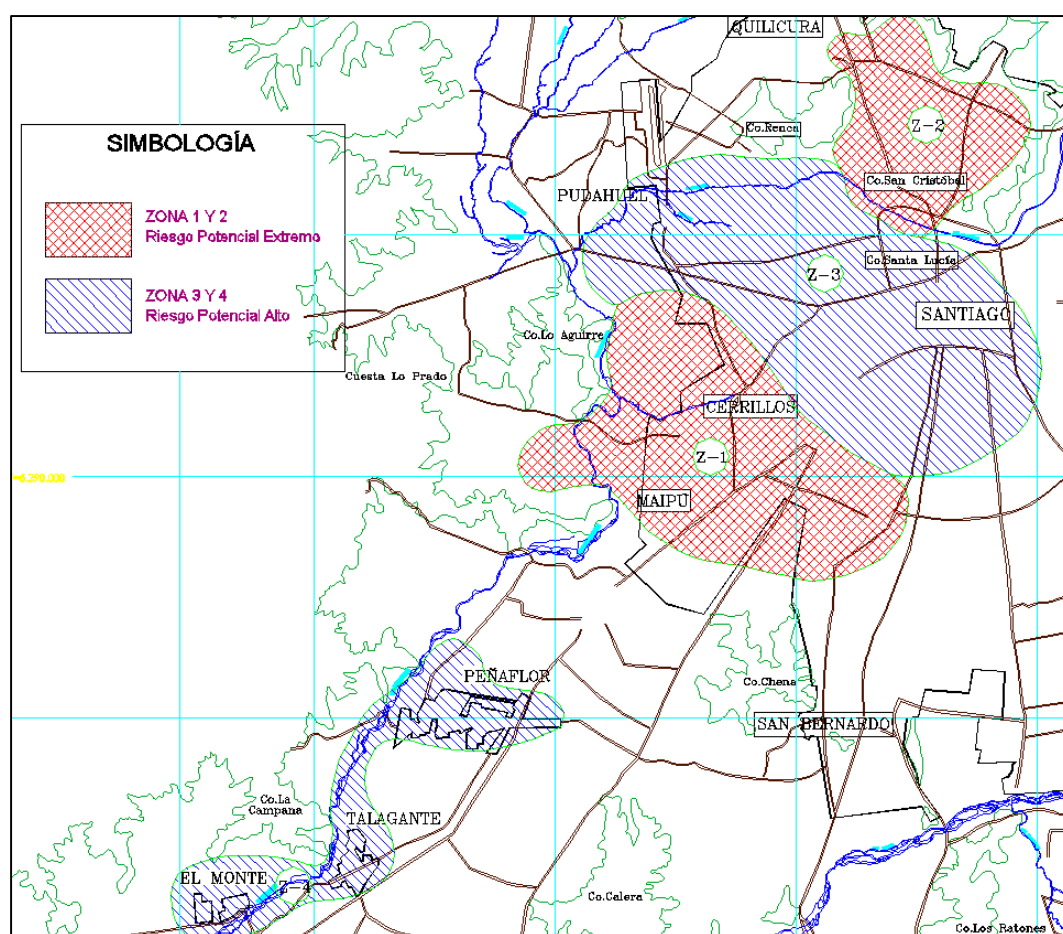 QUILICURA
Z-2
SIMBOLOGÍA
Co.Renca
Co.San Cristóbal
PUDAHUEL
ZONA 1 Y 2
Riesgo Potencial Extremo
Co.Santa Lucía
Z-3
ZONA 3 Y 4
Riesgo Potencial Alto
SANTIAGO
Co.Lo Aguirre
Cuesta Lo Prado
CERRILLOS
Z-1
MAIPU
PEÑAFLOR
Co.Chena
SAN BERNARDO
Co.La
Campana
TALAGANTE
EL MONTE
Z-4
Co.Calera
Co.Los Ratones